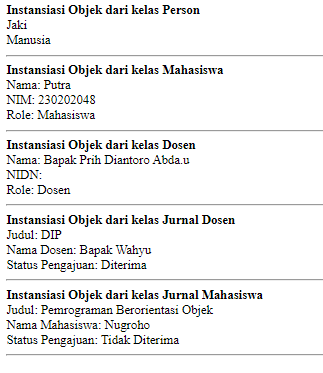 Instansiasi Objek dari kelas Person
Jaki
Manusia
Instansiasi Objek dari kelas Mahasiswa
Nama: Putra
NIM: 230202048
Role: Mahasiswa
Instansiasi Objek dari kelas Dosen
Nama: Bapak Prih Diantoro Abda.u
NIDN:
Role: Dosen
Instansiasi Objek dari kelas Jurnal Dosen
Judul: DIP
Nama Dosen: Bapak Wahyu
Status Pengajuan: Diterima
Instansiasi Objek dari kelas Jurnal Mahasiswa
Judul: Pemrograman Berorientasi Objek
Nama Mahasiswa: Nugroho
Status Pengajuan: Tidak Diterima